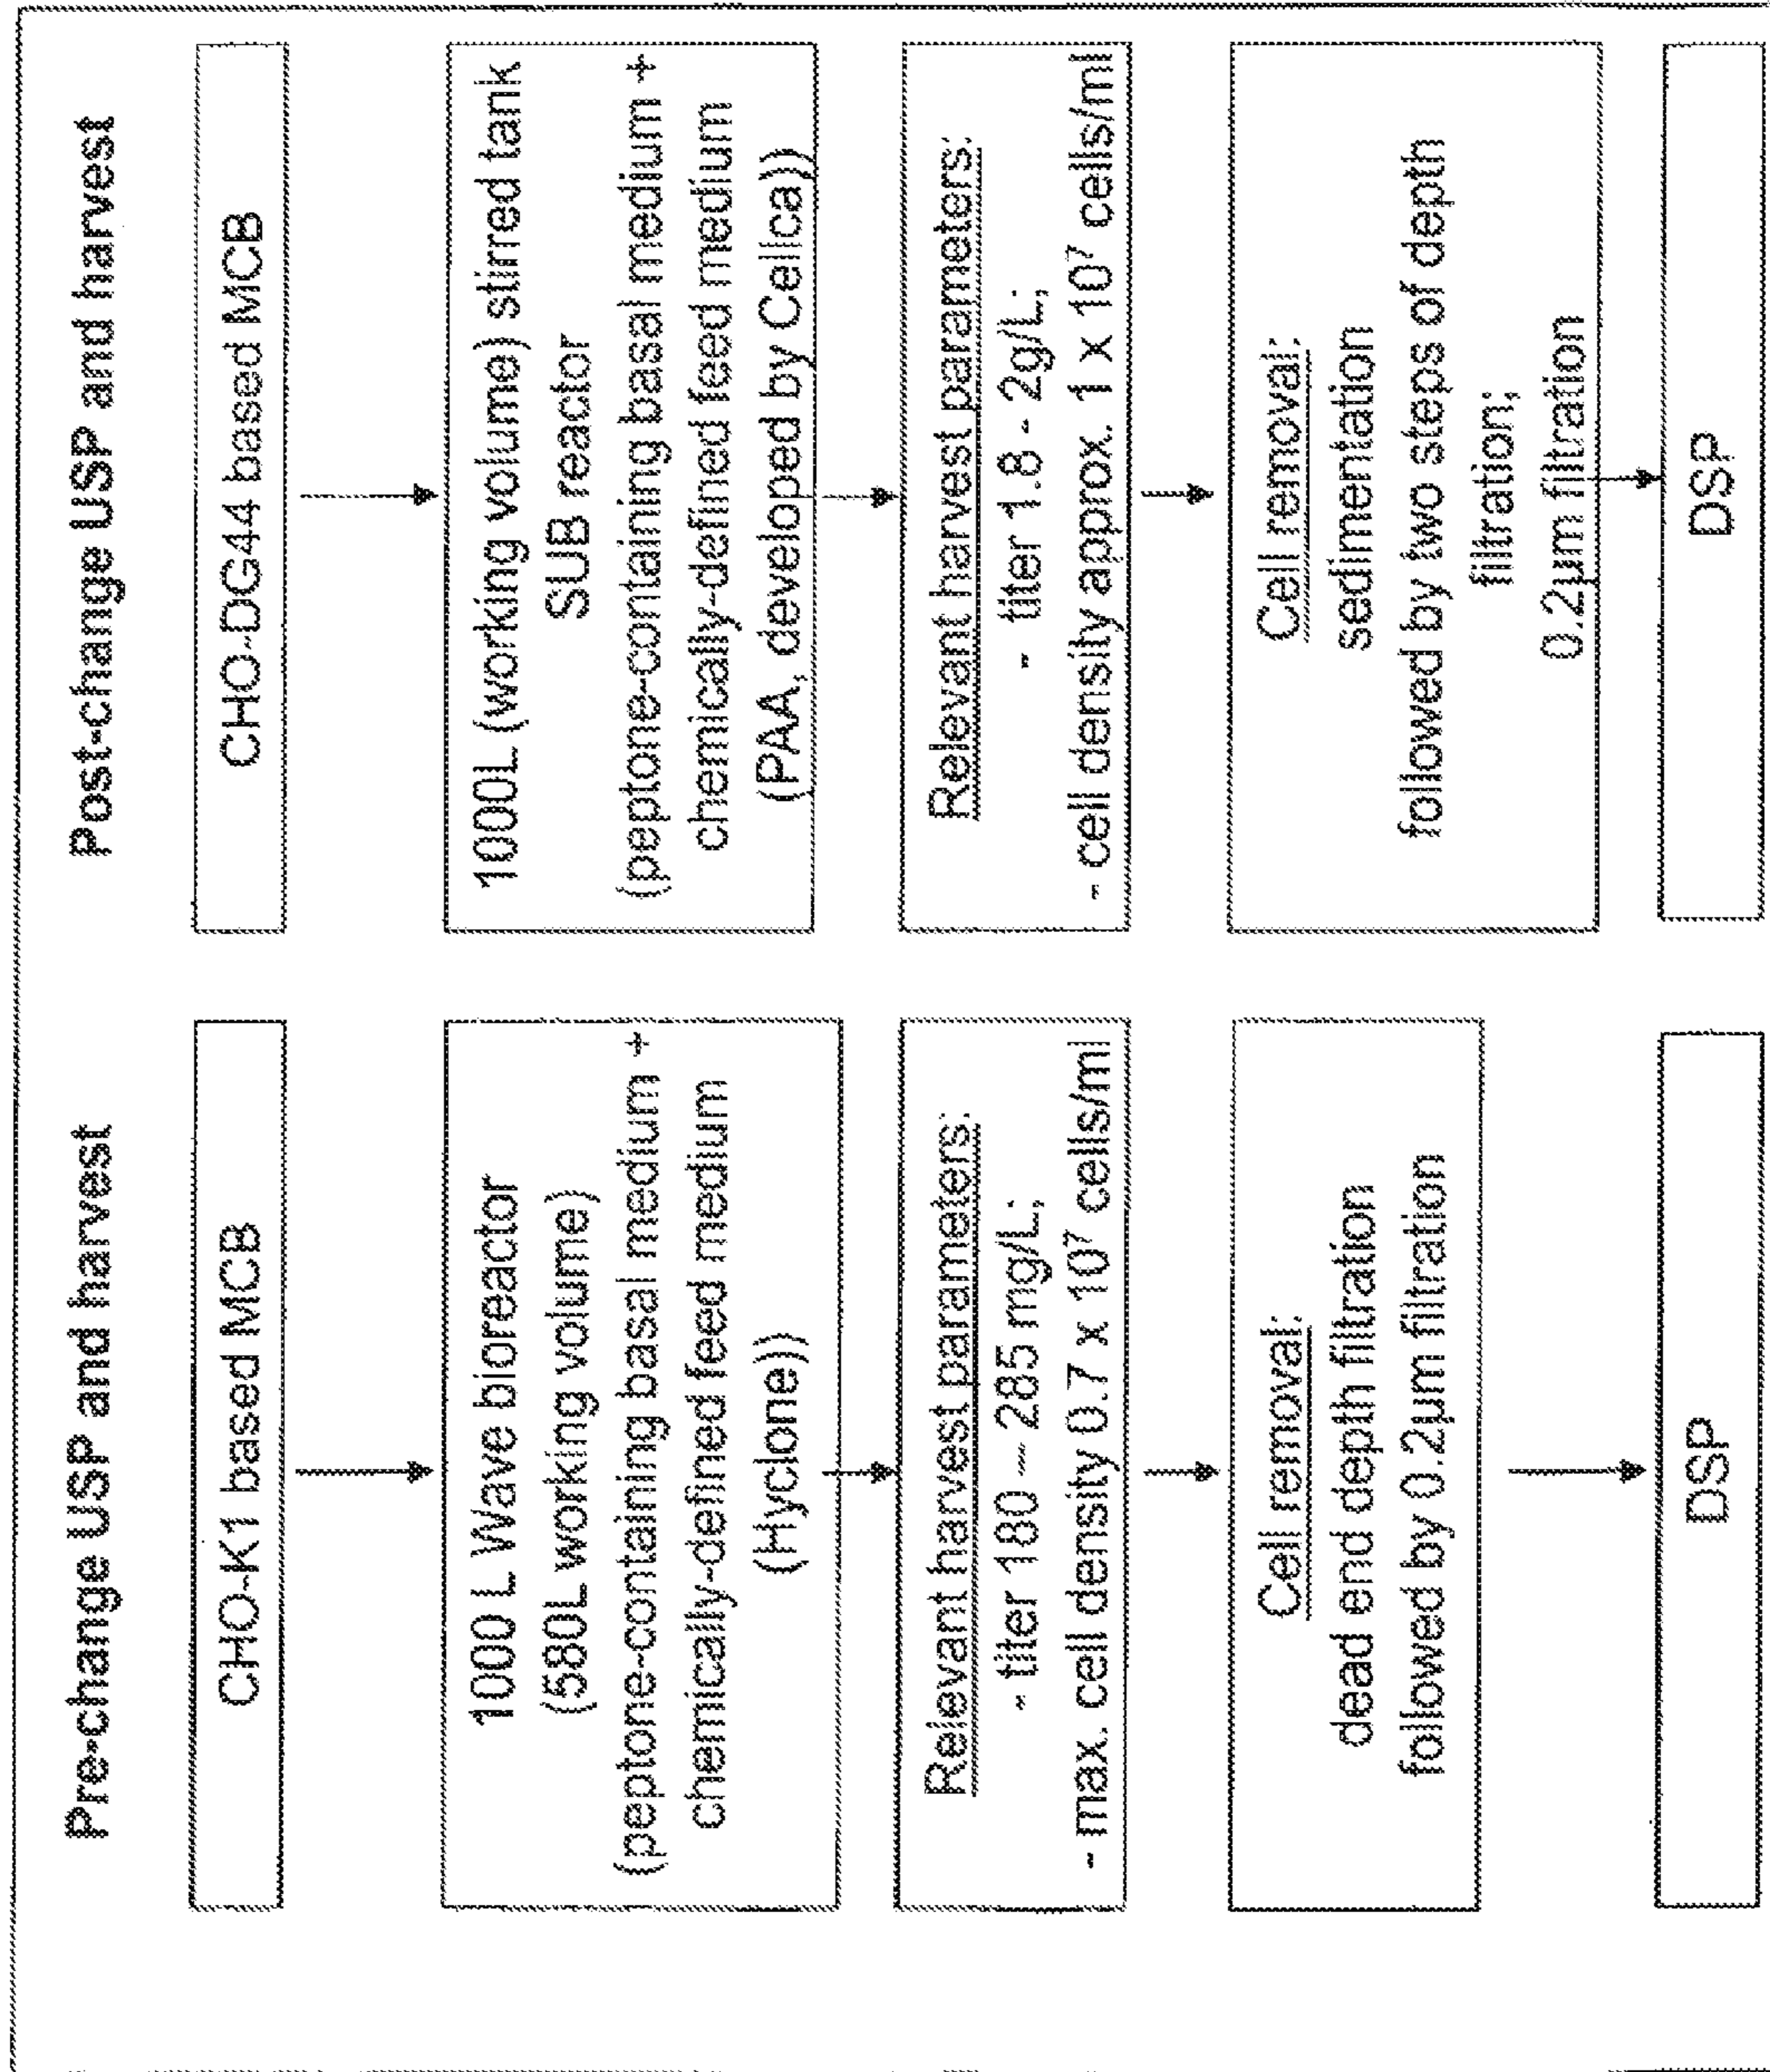 Pre-change USP and harvest
CHO-K1 based MCB
1000 L Wave bioreactor
(580L working volume)
(peptone-containing basal medium +
chemically-defined feed medium
(Hyclone))
Relevant harvest parameters:
- titer 180 – 285 mg/L;
- max. cell density 0.7 x 10⁷ cells/ml
Cell removal:
dead end depth filtration
followed by 0.2µm filtration
DSP
Post-change USP and harvest
CHO-DG44 based MCB
1000L (working volume) stirred tank
SUB reactor
(peptone-containing basal medium +
chemically-defined feed medium
(PAA, developed by Cellca))
Relevant harvest parameters:
- titer 1.8 - 2g/L;
- cell density approx. 1 x 10⁷ cells/ml
Cell removal:
sedimentation
followed by two steps of depth
filtration;
0.2µm filtration
DSP